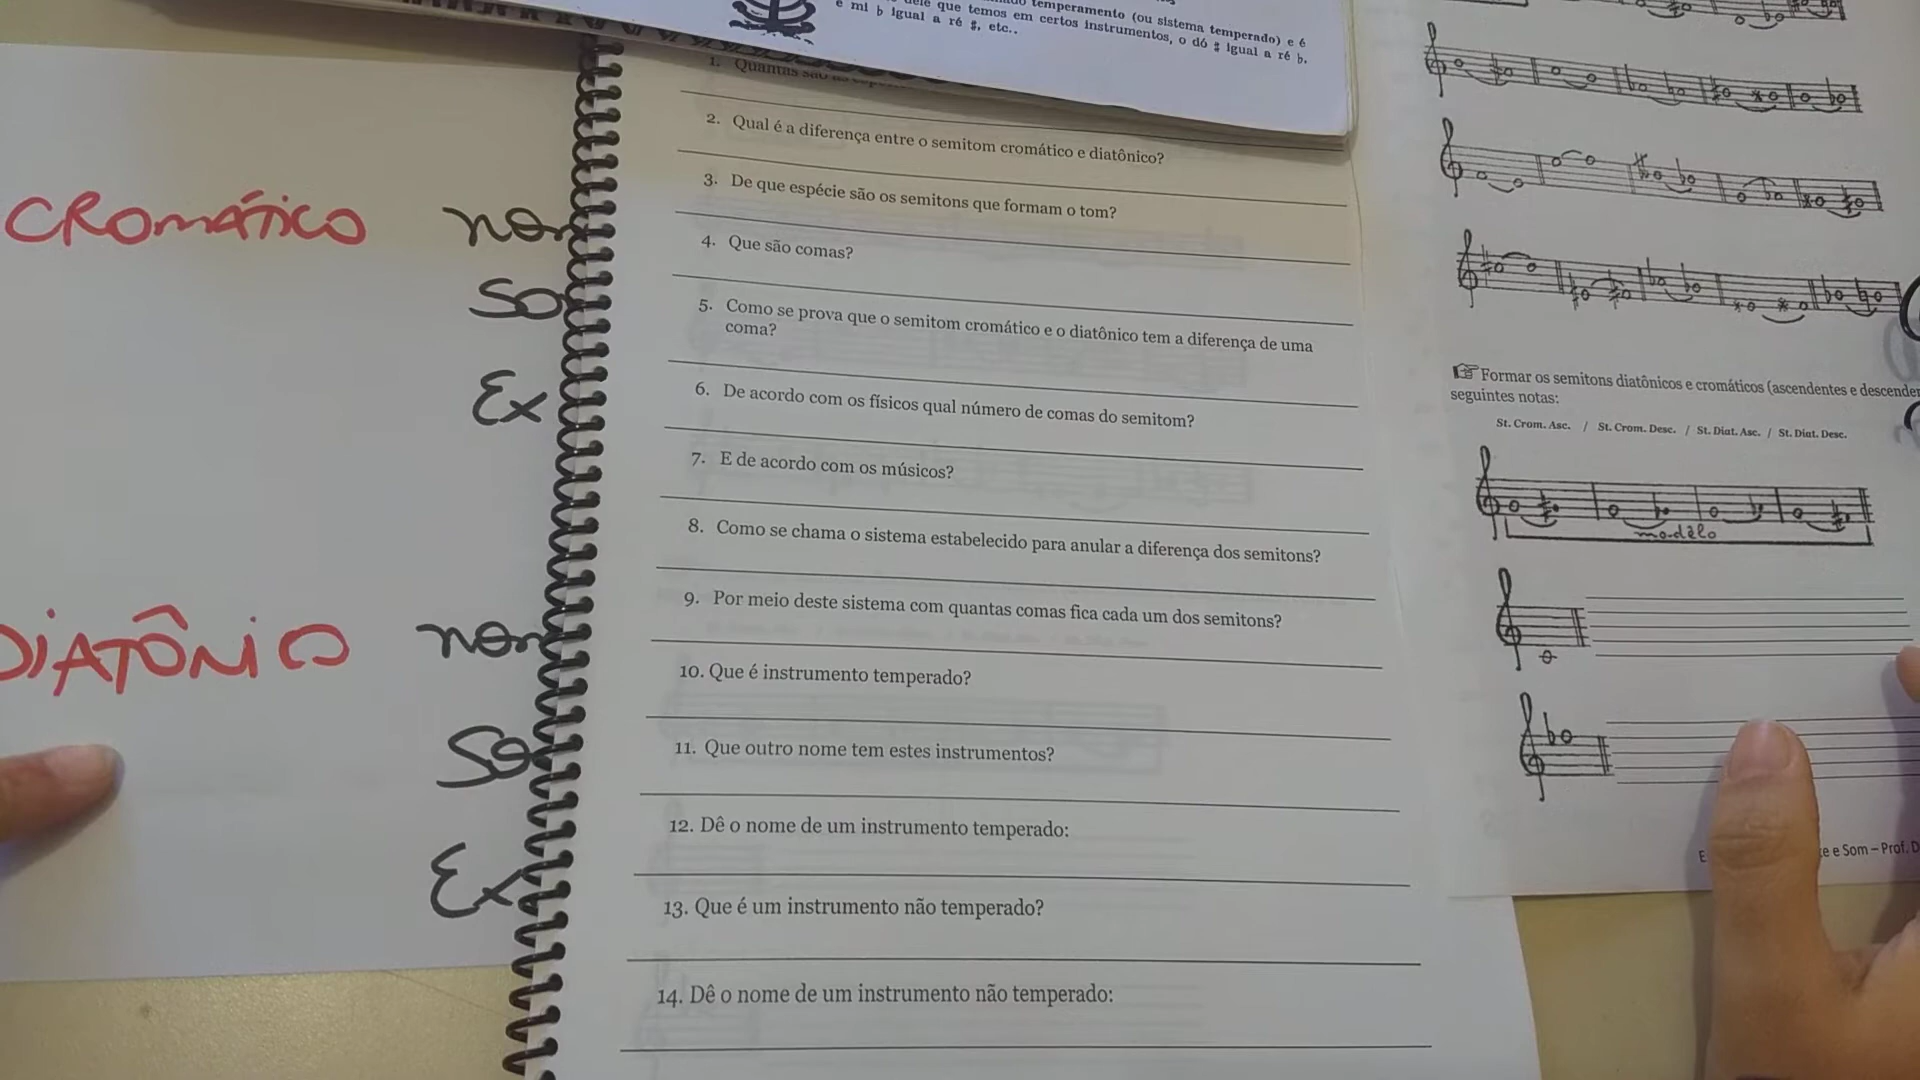 temperamento (ou sistema temperado) e é
que temos em certos instrumentos, o dó # igual a ré b,
e mi b igual a ré #, etc..
1. Quantas são as
2. Qual é a diferença entre o semitom cromático e diatônico?
3. De que espécie são os semitons que formam o tom?
4. Que são comas?
5. Como se prova que o semitom cromático e o diatônico tem a diferença de uma
coma?
6. De acordo com os físicos qual número de comas do semitom?
7. E de acordo com os músicos?
8. Como se chama o sistema estabelecido para anular a diferença dos semitons?
9. Por meio deste sistema com quantas comas fica cada um dos semitons?
10. Que é instrumento temperado?
11. Que outro nome tem estes instrumentos?
12. Dê o nome de um instrumento temperado:
13. Que é um instrumento não temperado?
14. Dê o nome de um instrumento não temperado:
CROMÁTICO
So
Ex
DIATÔNICO
So
Ex
Formar os semitons diatônicos e cromáticos (ascendentes e
seguintes notas:
St. Crom. Asc. / St. Crom. Desc. / St. Diat. Asc. / St. Diat. Desc.
modêlo
e Som – Prof. D